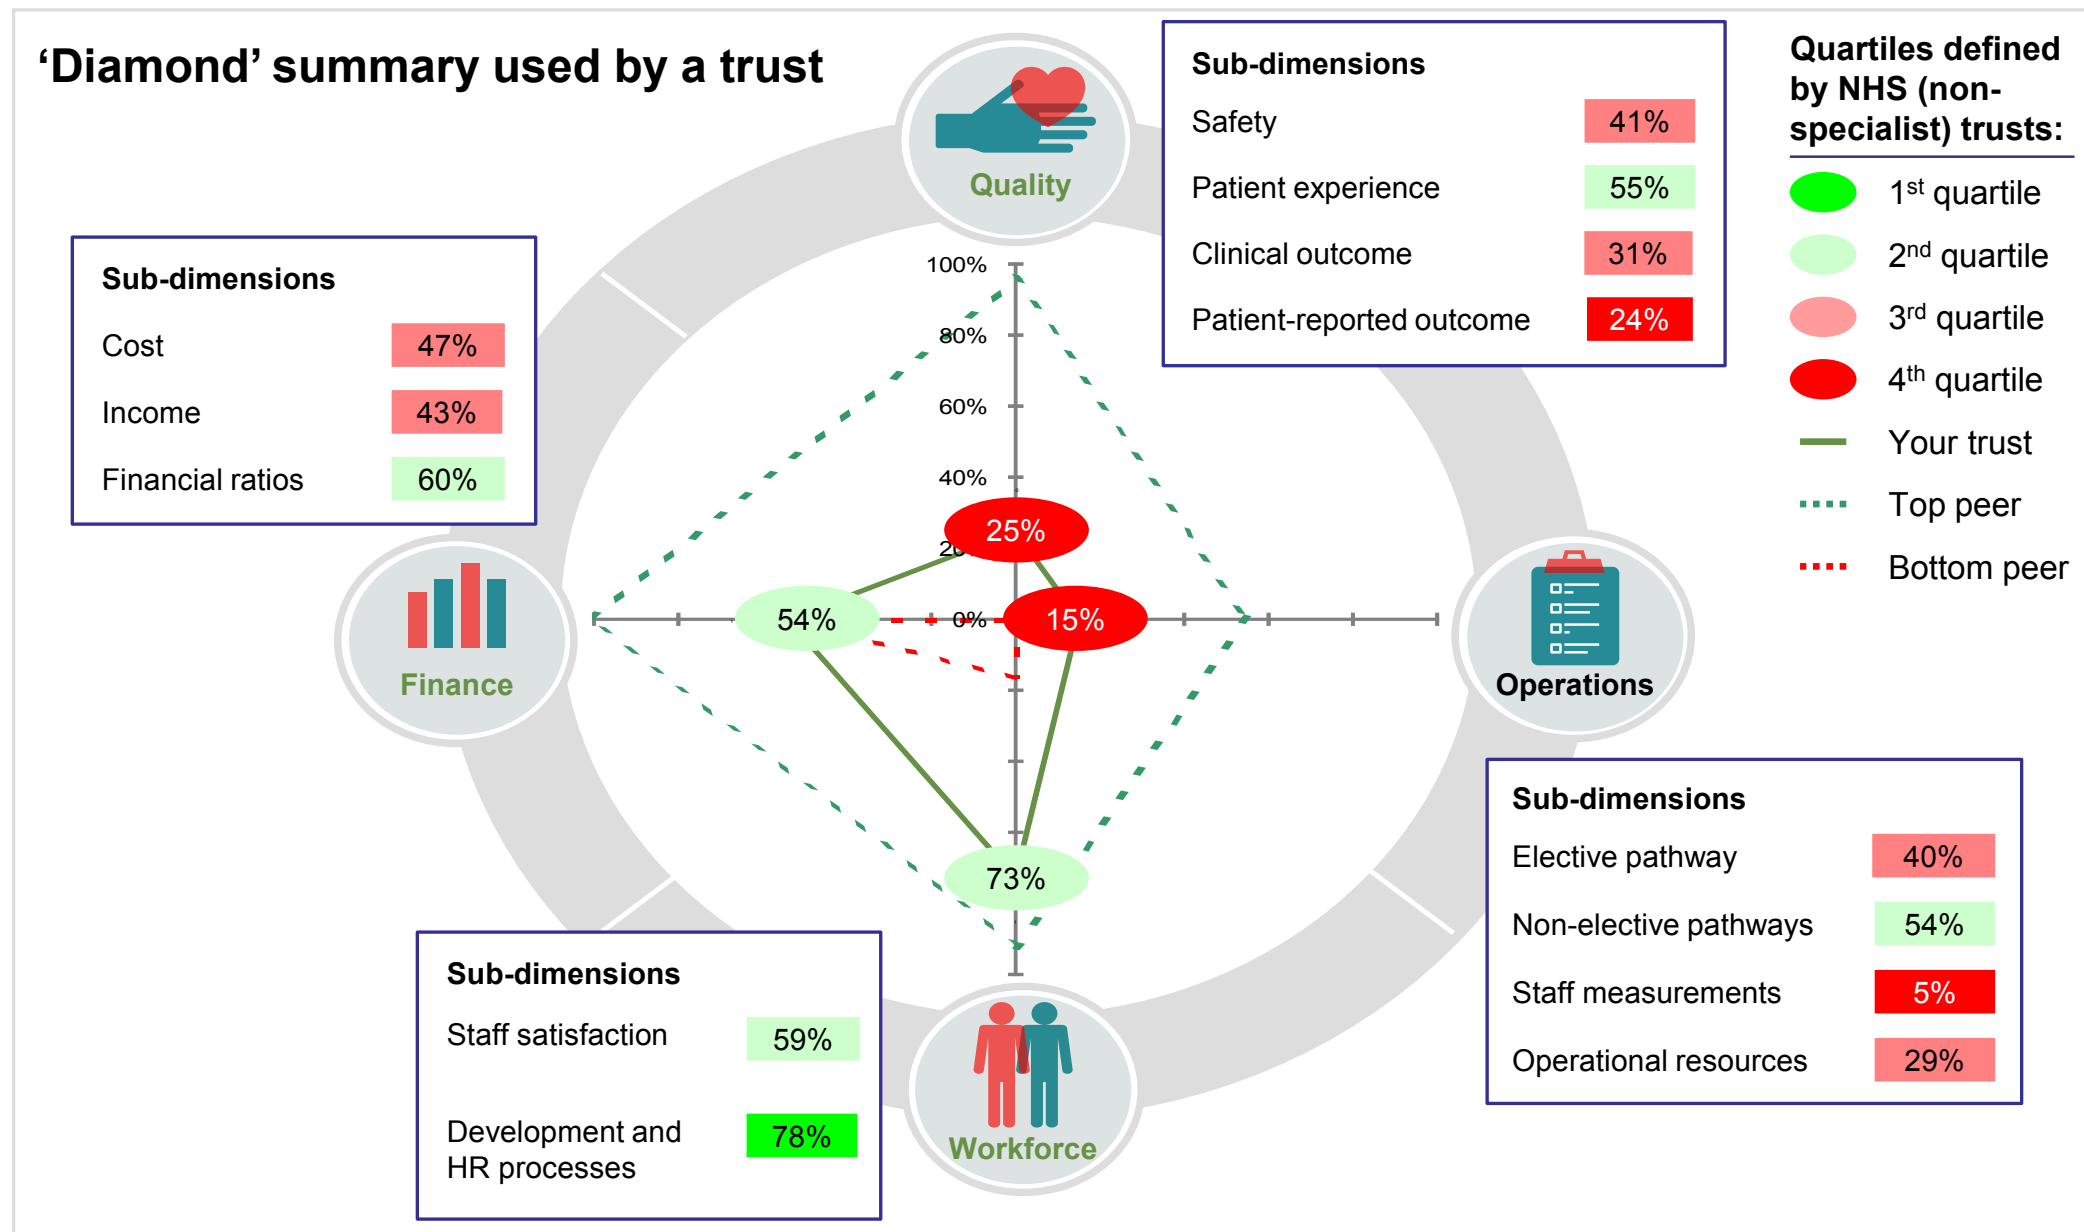 ‘Diamond’ summary used by a trust
Quality
Sub-dimensions
Safety 41%
Patient experience 55%
Clinical outcome 31%
Patient-reported outcome 24%
Quartiles defined
by NHS (non-
specialist) trusts:
1st quartile
2nd quartile
3rd quartile
4th quartile
Your trust
Top peer
Bottom peer
Sub-dimensions
Cost 47%
Income 43%
Financial ratios 60%
100%
80%
60%
40%
20%
0%
25%
54%
15%
73%
Finance
Operations
Sub-dimensions
Elective pathway 40%
Non-elective pathways 54%
Staff measurements 5%
Operational resources 29%
Sub-dimensions
Staff satisfaction 59%
Development and
HR processes 78%
Workforce